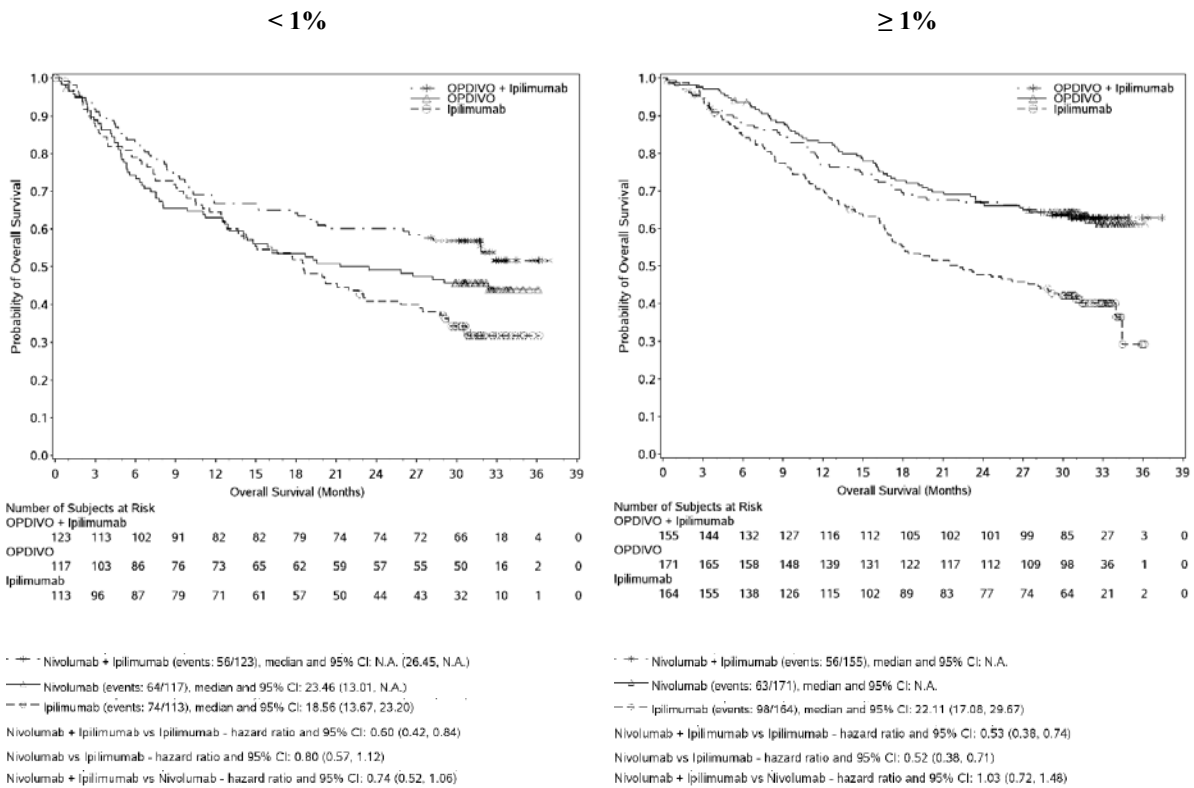 < 1%
≥ 1%
OPDIVO + Ipilimumab
OPDIVO
Ipilimumab
Probability of Overall Survival
1.0
0.9
0.8
0.7
0.6
0.5
0.4
0.3
0.2
0.1
0.0
0 3 6 9 12 15 18 21 24 27 30 33 36 39
Overall Survival (Months)
Number of Subjects at Risk
OPDIVO + Ipilimumab
123 113 102 91 82 82 79 74 74 72 66 18 4 0
OPDIVO
117 103 86 76 73 65 62 59 57 55 50 16 2 0
Ipilimumab
113 96 87 79 71 61 57 50 44 43 32 10 1 0
Nivolumab + Ipilimumab (events: 56/123), median and 95% CI: N.A. (26.45, N.A.)
Nivolumab (events: 64/117), median and 95% CI: 23.46 (13.01, N.A.)
Ipilimumab (events: 74/113), median and 95% CI: 18.56 (13.67, 23.20)
Nivolumab + Ipilimumab vs Ipilimumab - hazard ratio and 95% CI: 0.60 (0.42, 0.84)
Nivolumab vs Ipilimumab - hazard ratio and 95% CI: 0.80 (0.57, 1.12)
Nivolumab + Ipilimumab vs Nivolumab - hazard ratio and 95% CI: 0.74 (0.52, 1.06)
OPDIVO + Ipilimumab
OPDIVO
Ipilimumab
Probability of Overall Survival
1.0
0.9
0.8
0.7
0.6
0.5
0.4
0.3
0.2
0.1
0.0
0 3 6 9 12 15 18 21 24 27 30 33 36 39
Overall Survival (Months)
Number of Subjects at Risk
OPDIVO + Ipilimumab
155 144 132 127 116 112 105 102 101 99 85 27 3 0
OPDIVO
171 165 158 148 139 131 122 117 112 109 98 36 1 0
Ipilimumab
164 155 138 126 115 102 89 83 77 74 64 21 2 0
Nivolumab + Ipilimumab (events: 56/155), median and 95% CI: N.A.
Nivolumab (events: 63/171), median and 95% CI: N.A.
Ipilimumab (events: 98/164), median and 95% CI: 22.11 (17.08, 29.67)
Nivolumab + Ipilimumab vs Ipilimumab - hazard ratio and 95% CI: 0.53 (0.38, 0.74)
Nivolumab vs Ipilimumab - hazard ratio and 95% CI: 0.52 (0.38, 0.71)
Nivolumab + Ipilimumab vs Nivolumab - hazard ratio and 95% CI: 1.03 (0.72, 1.48)